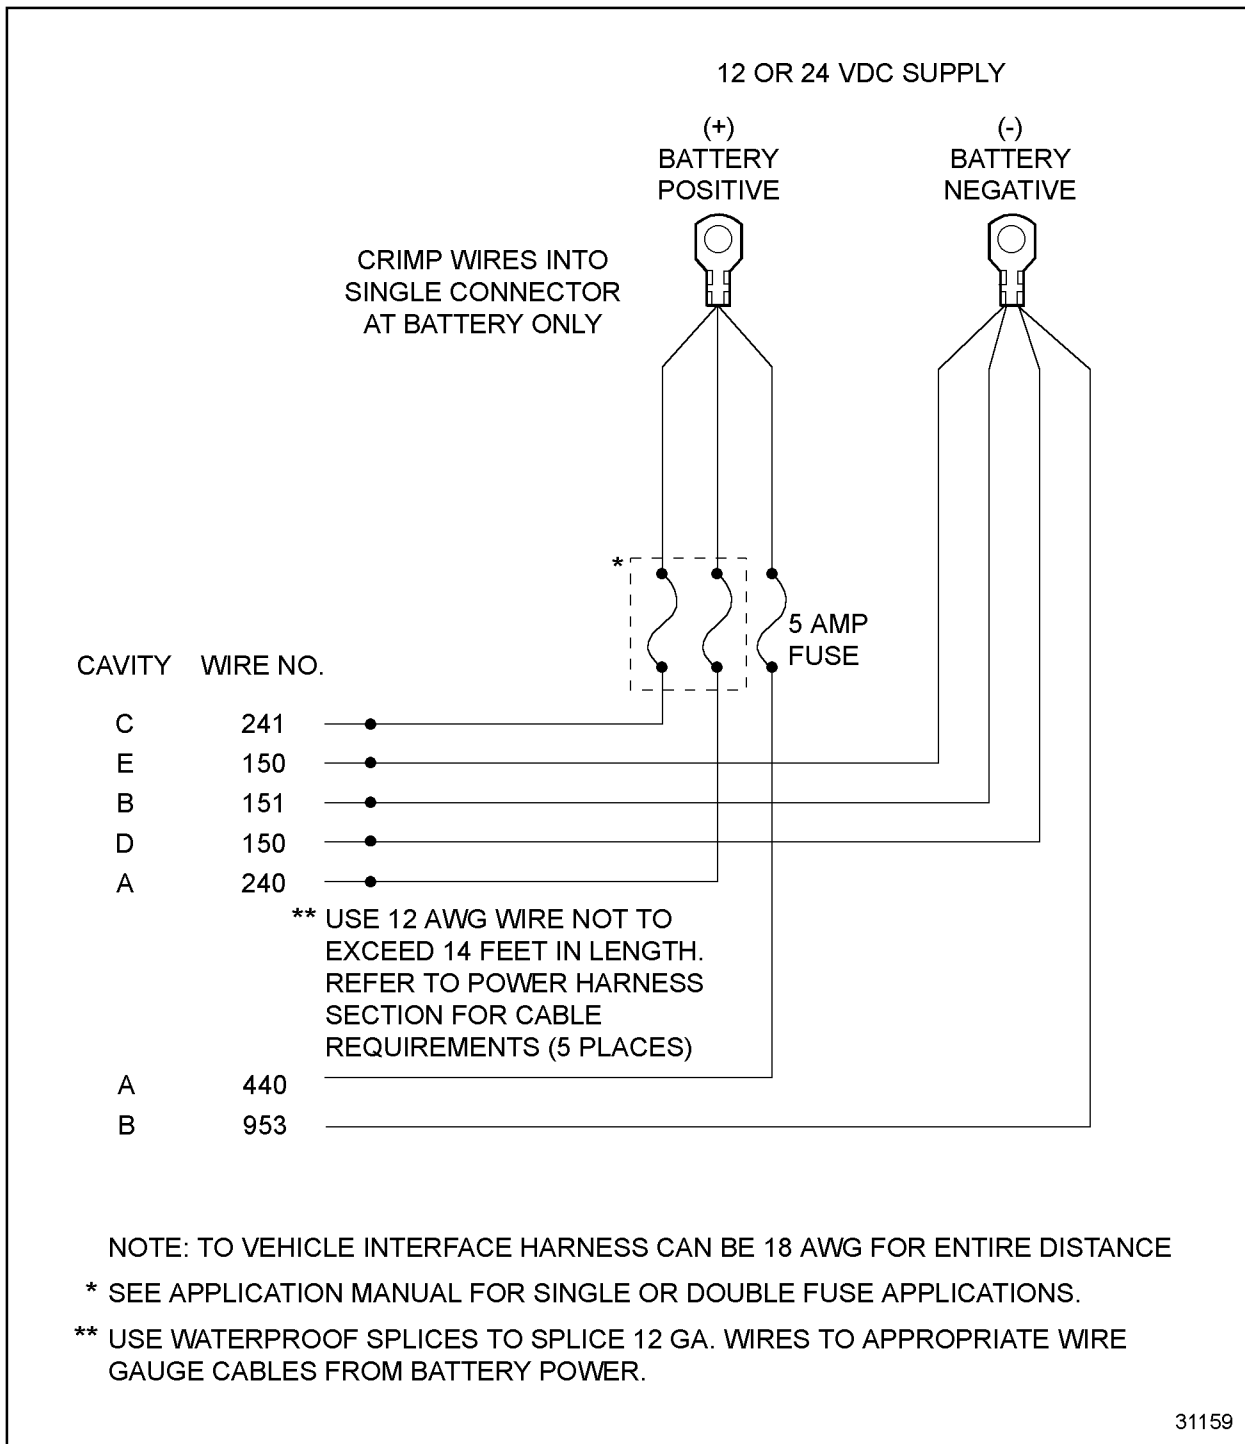 12 OR 24 VDC SUPPLY
(+)
BATTERY
POSITIVE
(-)
BATTERY
NEGATIVE
CRIMP WIRES INTO
SINGLE CONNECTOR
AT BATTERY ONLY
*
5 AMP
FUSE
CAVITY WIRE NO.
C 241
E 150
B 151
D 150
A 240
** USE 12 AWG WIRE NOT TO
EXCEED 14 FEET IN LENGTH.
REFER TO POWER HARNESS
SECTION FOR CABLE
REQUIREMENTS (5 PLACES)
A 440
B 953
NOTE: TO VEHICLE INTERFACE HARNESS CAN BE 18 AWG FOR ENTIRE DISTANCE
* SEE APPLICATION MANUAL FOR SINGLE OR DOUBLE FUSE APPLICATIONS.
** USE WATERPROOF SPLICES TO SPLICE 12 GA. WIRES TO APPROPRIATE WIRE
GAUGE CABLES FROM BATTERY POWER.
31159